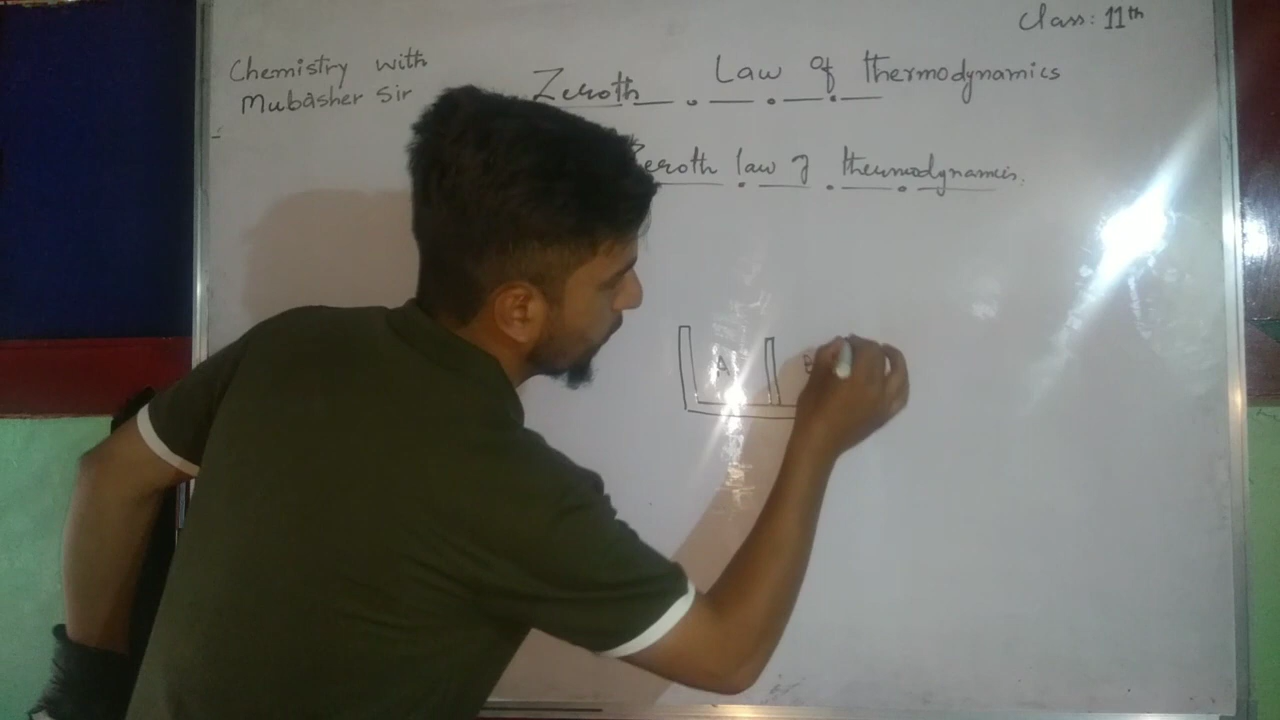 Class: 11th
Chemistry with
Mubasher Sir
Zeroth Law of thermodynamics
Zeroth law of thermodynamics.
A
B